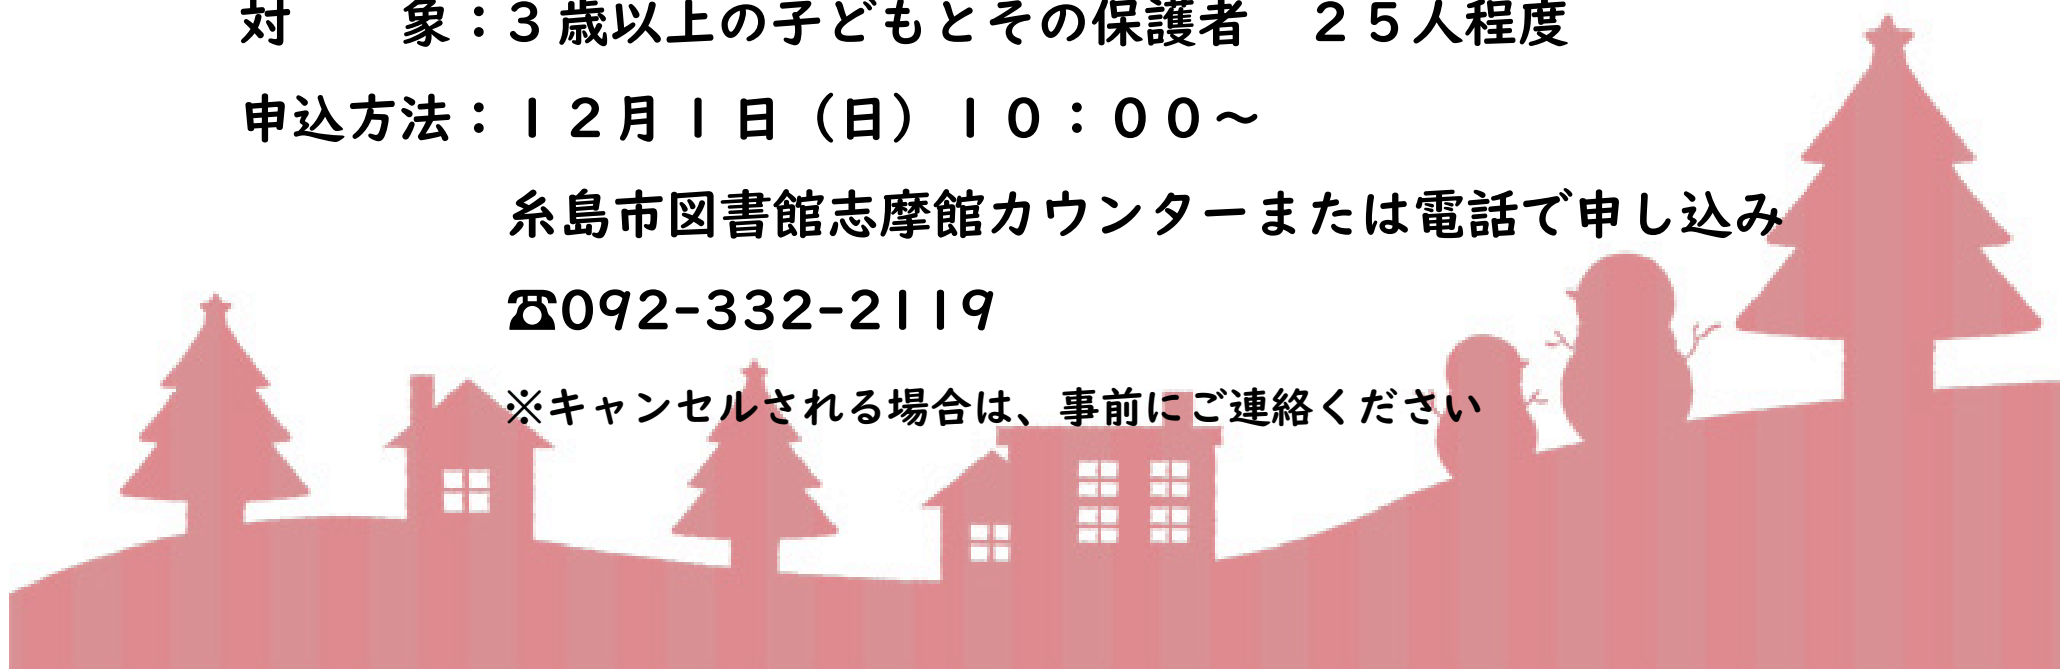 対　　象：３歳以上の子どもとその保護者　２５人程度
申込方法：１２月１日（日）１０：００～
糸島市図書館志摩館カウンターまたは電話で申し込み
☎092-332-2119
※キャンセルされる場合は、事前にご連絡ください